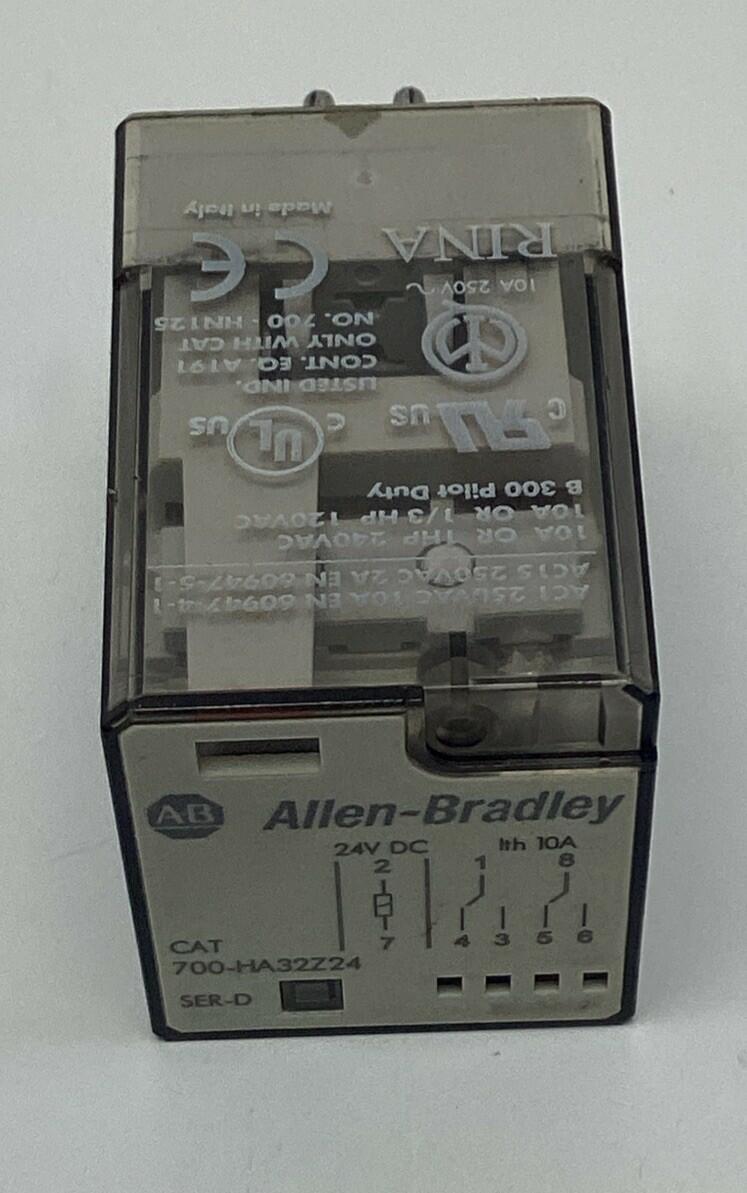 Made in Italy
CE
RINA
10A 250V~
LISTED IND.
CONT. EQ. A191
ONLY WITH CAT
NO. 700 - HN125
C UL US
C RU US
B 300 Pilot Duty
10A OR 1/3 HP 120VAC
10A OR 1HP 240VAC
AC15 250VAC 2A EN 60947-5-1
AC1 250VAC 10A EN 60947-4-1
AB Allen-Bradley
24V DC Ith 10A
2 1 8
7 4 3 5 6
CAT
700-HA32Z24
SER-D